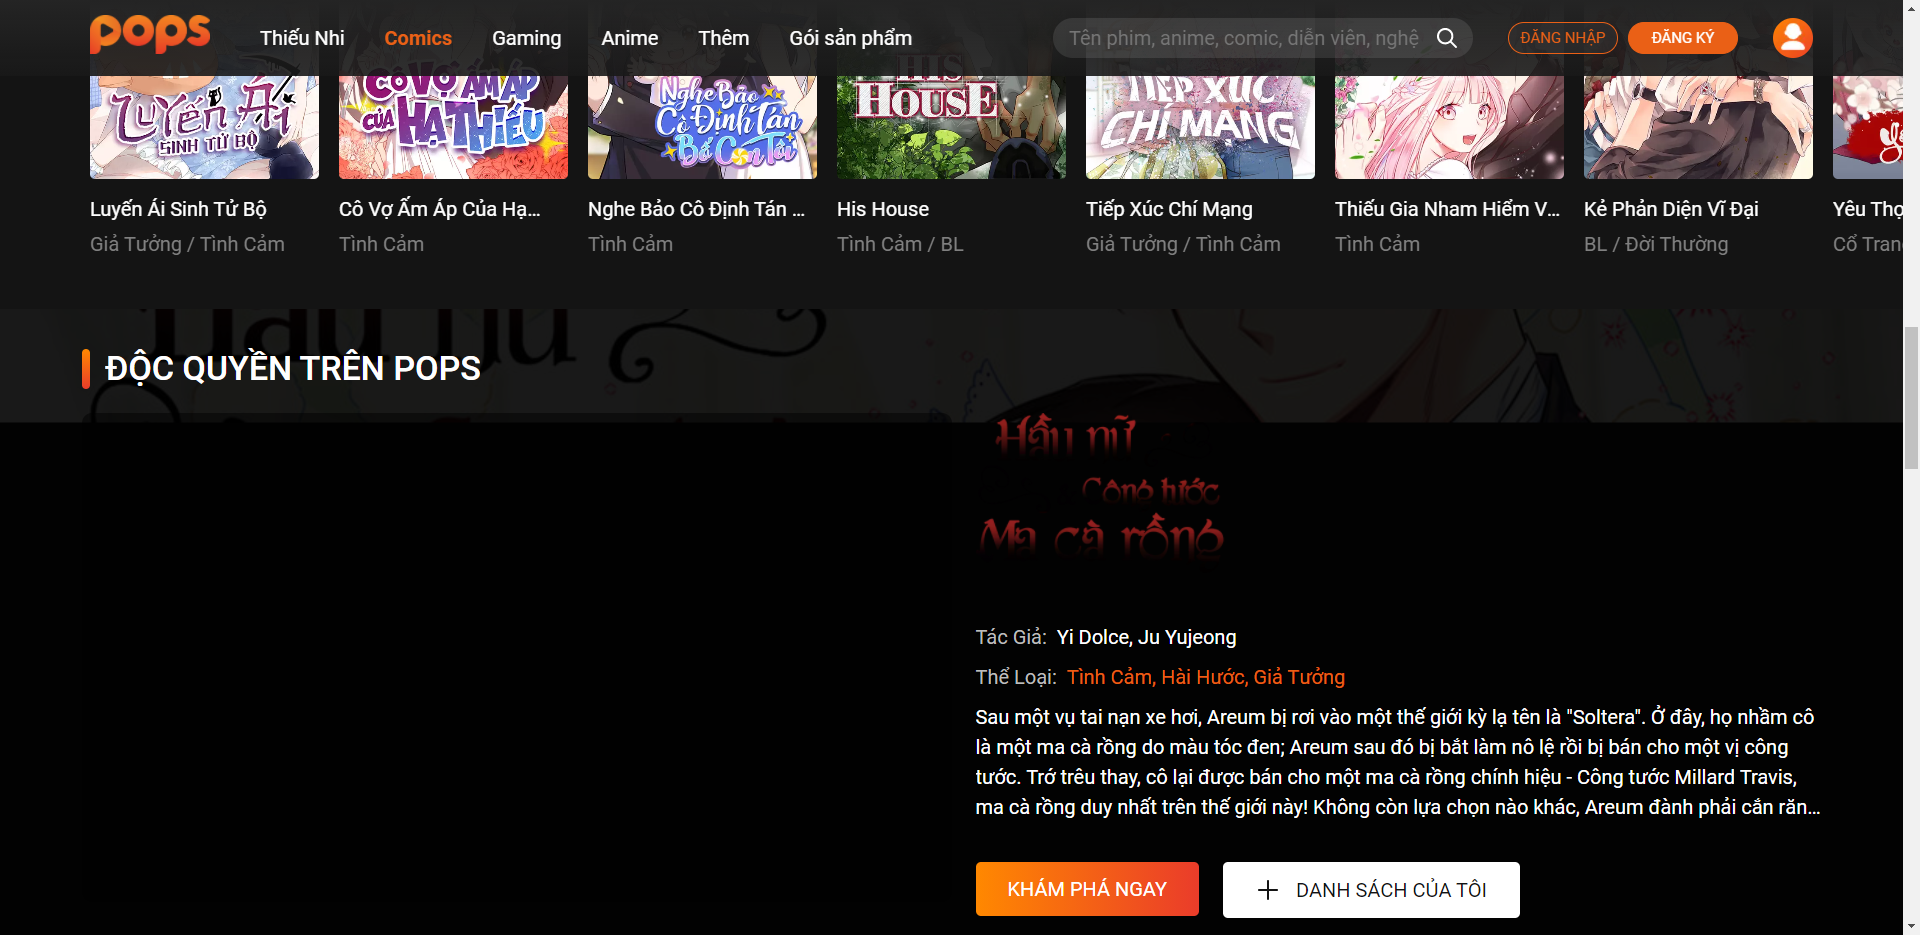 POPS
Thiếu Nhi
Comics
Gaming
Anime
Thêm
Gói sản phẩm
Tên phim, anime, comic, diễn viên, nghệ
ĐĂNG NHẬP
ĐĂNG KÝ
Luyến Ái
SINH TỬ BỘ
CÔ VỢ ẤM ÁP
CỦA HẠ THIẾU
Nghe Bảo
Cô Định Tán
Bố Con Tôi
HIS
HOUSE
TIẾP XÚC
CHÍ MẠNG
Luyến Ái Sinh Tử Bộ
Cô Vợ Ấm Áp Của Hạ...
Nghe Bảo Cô Định Tán ...
His House
Tiếp Xúc Chí Mạng
Thiếu Gia Nham Hiểm V...
Kẻ Phản Diện Vĩ Đại
Yêu Thọ
Giả Tưởng / Tình Cảm
Tình Cảm
Tình Cảm
Tình Cảm / BL
Giả Tưởng / Tình Cảm
Tình Cảm
BL / Đời Thường
Cổ Tran
ĐỘC QUYỀN TRÊN POPS
Hầu nữ
Công tước
Ma cà rồng
Tác Giả: Yi Dolce, Ju Yujeong
Thể Loại: Tình Cảm, Hài Hước, Giả Tưởng
Sau một vụ tai nạn xe hơi, Areum bị rơi vào một thế giới kỳ lạ tên là "Soltera". Ở đây, họ nhầm cô
là một ma cà rồng do màu tóc đen; Areum sau đó bị bắt làm nô lệ rồi bị bán cho một vị công
tước. Trớ trêu thay, cô lại được bán cho một ma cà rồng chính hiệu - Công tước Millard Travis,
ma cà rồng duy nhất trên thế giới này! Không còn lựa chọn nào khác, Areum đành phải cắn răn...
KHÁM PHÁ NGAY
DANH SÁCH CỦA TÔI